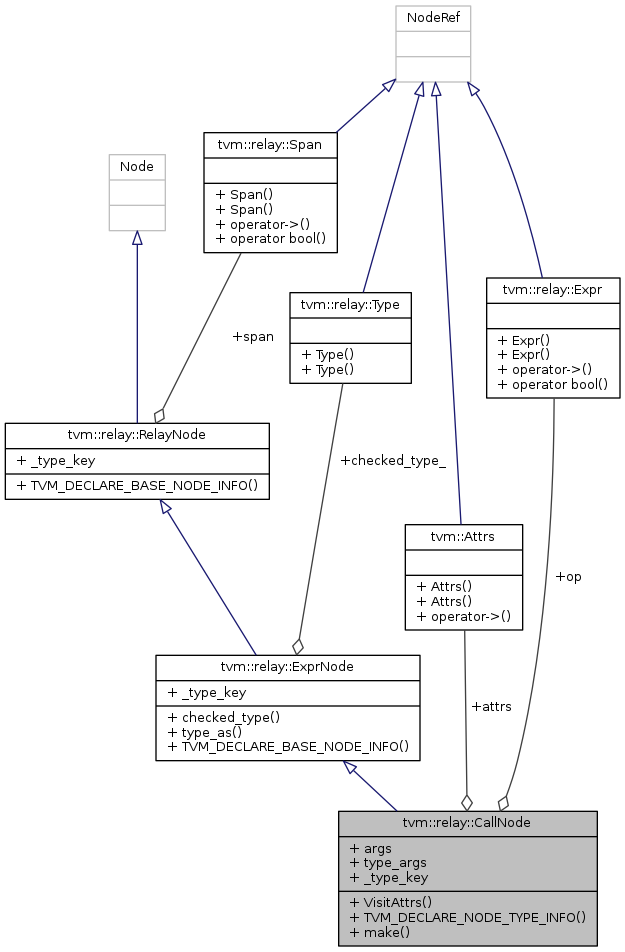 NodeRef
tvm::relay::Span
+ Span()
+ Span()
+ operator->()
+ operator bool()
Node
tvm::relay::Expr
+ Expr()
+ Expr()
+ operator->()
+ operator bool()
tvm::relay::Type
+ Type()
+ Type()
+span
tvm::relay::RelayNode
+ _type_key
+ TVM_DECLARE_BASE_NODE_INFO()
+checked_type_
tvm::Attrs
+ Attrs()
+ Attrs()
+ operator->()
+op
tvm::relay::ExprNode
+ _type_key
+ checked_type()
+ type_as()
+ TVM_DECLARE_BASE_NODE_INFO()
+attrs
tvm::relay::CallNode
+ args
+ type_args
+ _type_key
+ VisitAttrs()
+ TVM_DECLARE_NODE_TYPE_INFO()
+ make()